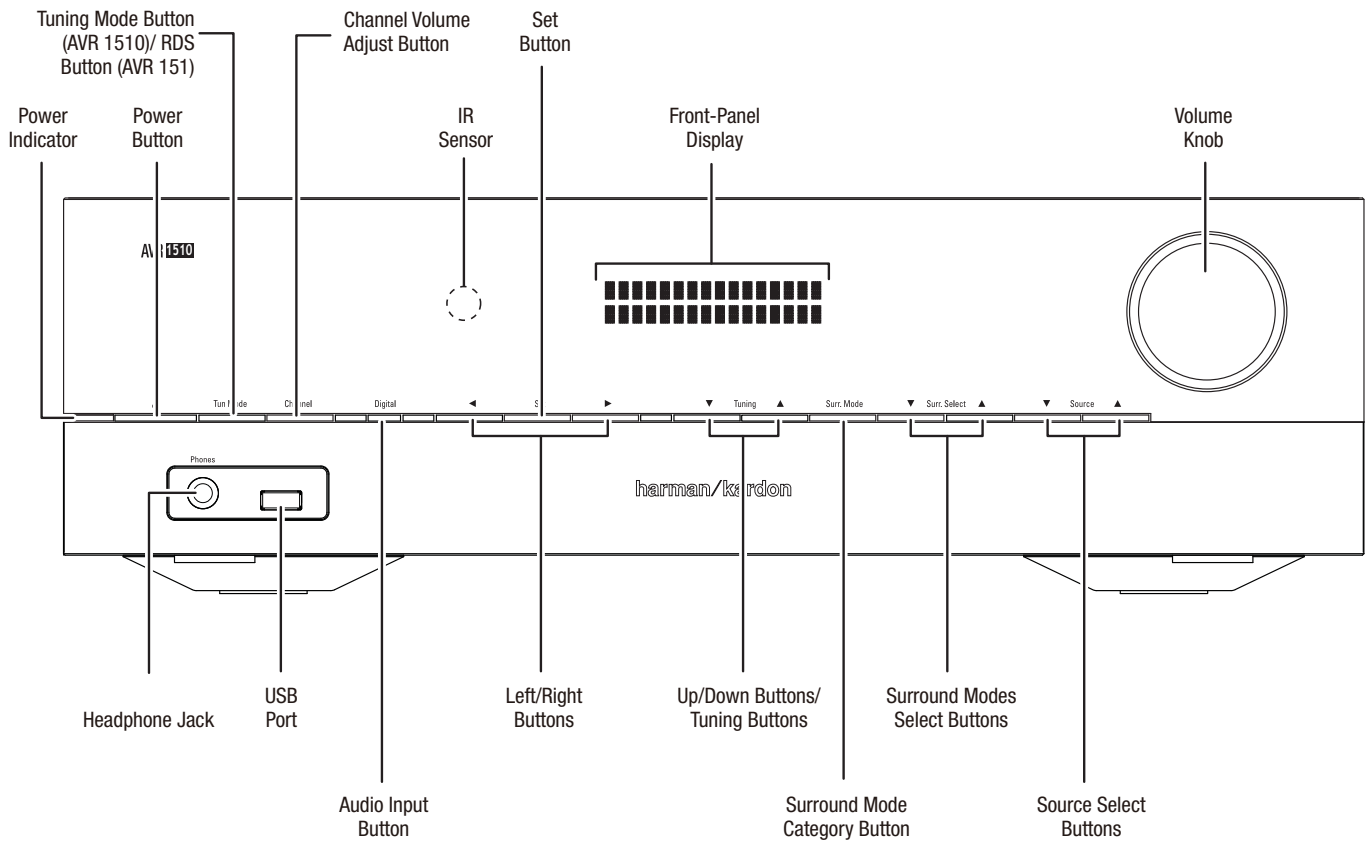 Tuning Mode Button
(AVR 1510)/ RDS
Button (AVR 151)
Channel Volume
Adjust Button
Set
Button
Power
Indicator
Power
Button
IR
Sensor
Front-Panel
Display
Volume
Knob
1510
Digital
◀
▶
▼ Tuning ▲
Surr. Mode
▼ Surr. Select ▲
▼ Source ▲
Phones
harman/kardon
Headphone Jack
USB
Port
Left/Right
Buttons
Up/Down Buttons/
Tuning Buttons
Surround Modes
Select Buttons
Audio Input
Button
Surround Mode
Category Button
Source Select
Buttons